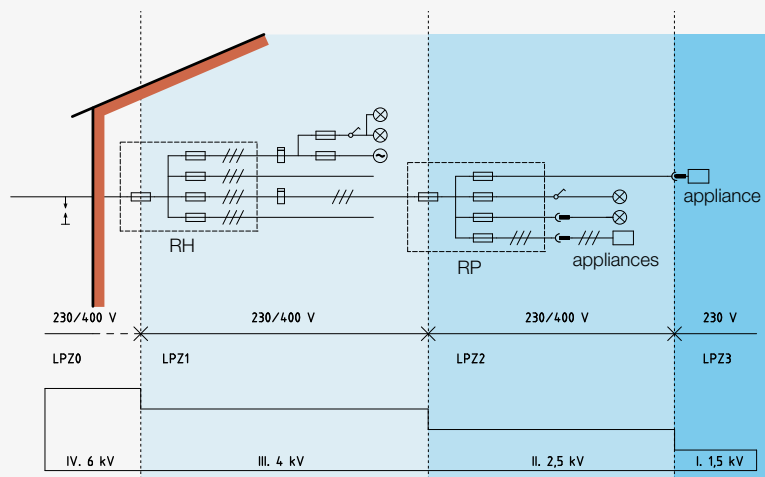 appliance
RH
RP
appliances
230/400 V
230/400 V
230/400 V
230 V
LPZ0
LPZ1
LPZ2
LPZ3
IV. 6 kV
III. 4 kV
II. 2,5 kV
I. 1,5 kV